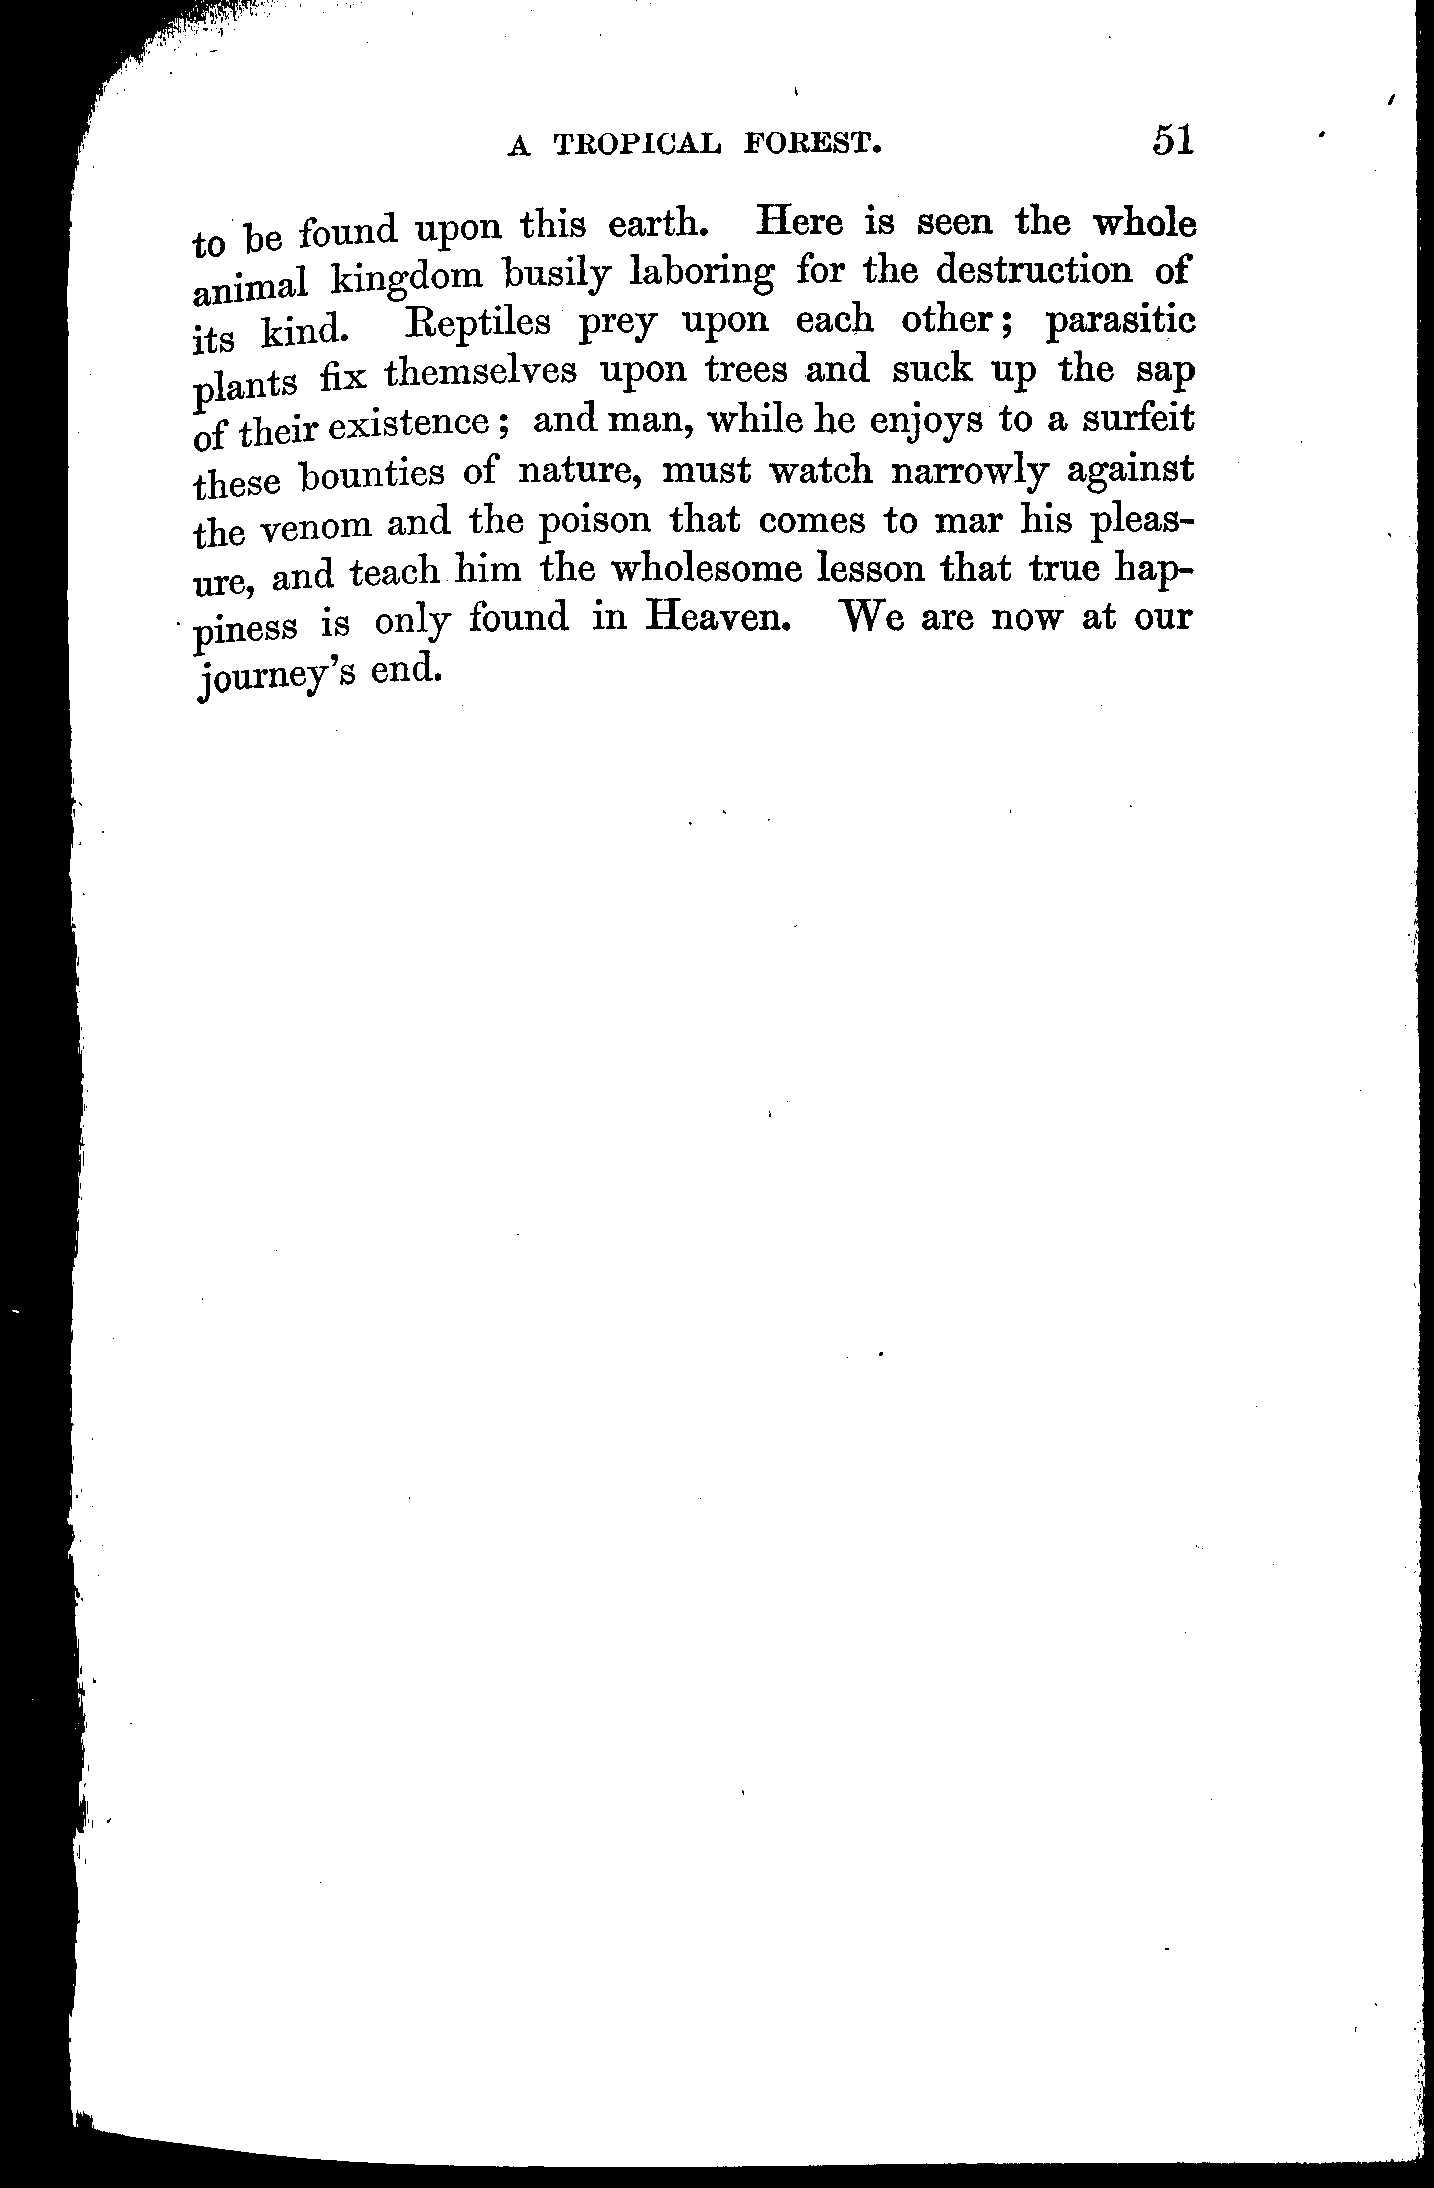 A TROPICAL FOREST. 51
to be found upon this earth. Here is seen the whole
animal kingdom busily laboring for the destruction of
its kind. Reptiles prey upon each other; parasitic
plants fix themselves upon trees and suck up the sap
of their existence; and man, while he enjoys to a surfeit
these bounties of nature, must watch narrowly against
the venom and the poison that comes to mar his pleas-
ure, and teach him the wholesome lesson that true hap-
piness is only found in Heaven. We are now at our
journey's end.